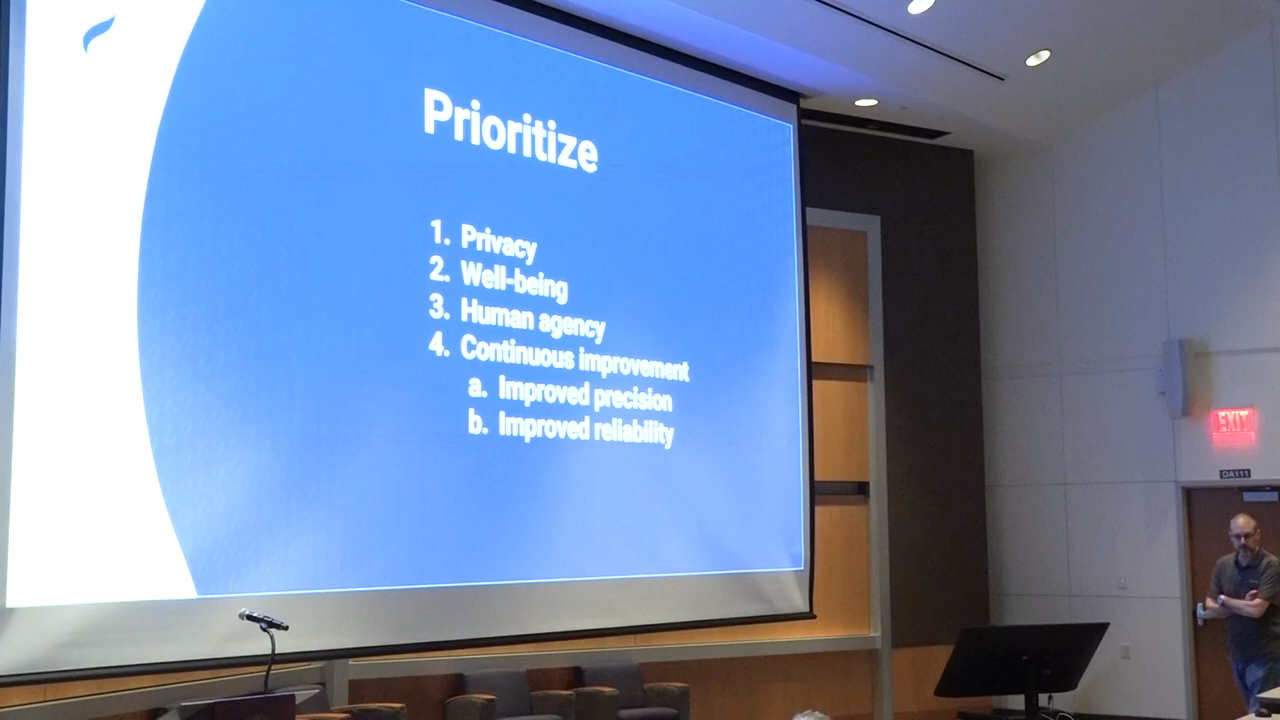 Prioritize
1. Privacy
2. Well-being
3. Human agency
4. Continuous improvement
a. Improved precision
b. Improved reliability
EXIT
DA111